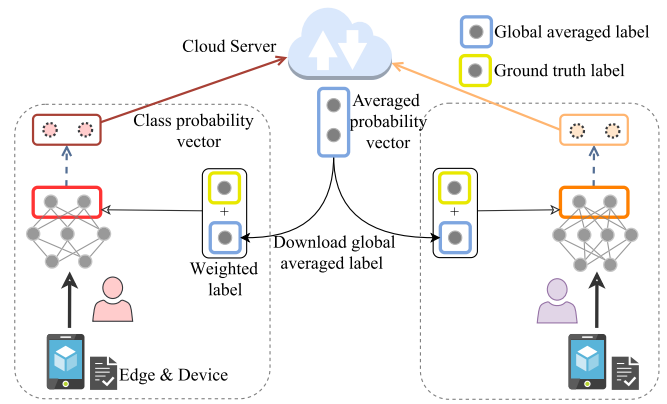 Cloud Server
Global averaged label
Ground truth label
Averaged
probability
vector
Class probability
vector
+
+
Download global
averaged label
Weighted
label
Edge & Device